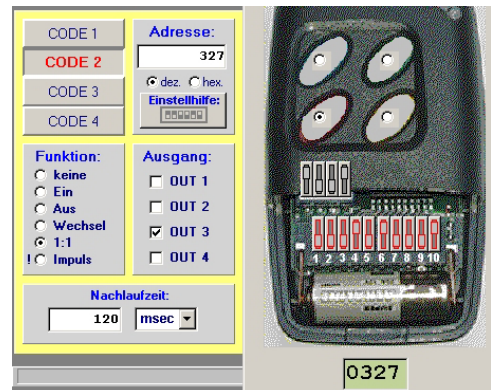 CODE 1
CODE 2
CODE 3
CODE 4
Adresse:
327
dez. hex.
Einstellhilfe:
Funktion:
keine
Ein
Aus
Wechsel
1:1
! Impuls
Ausgang:
OUT 1
OUT 2
OUT 3
OUT 4
Nachlaufzeit:
120 msec
1 2 3 4 5 6 7 8 9 10
0327